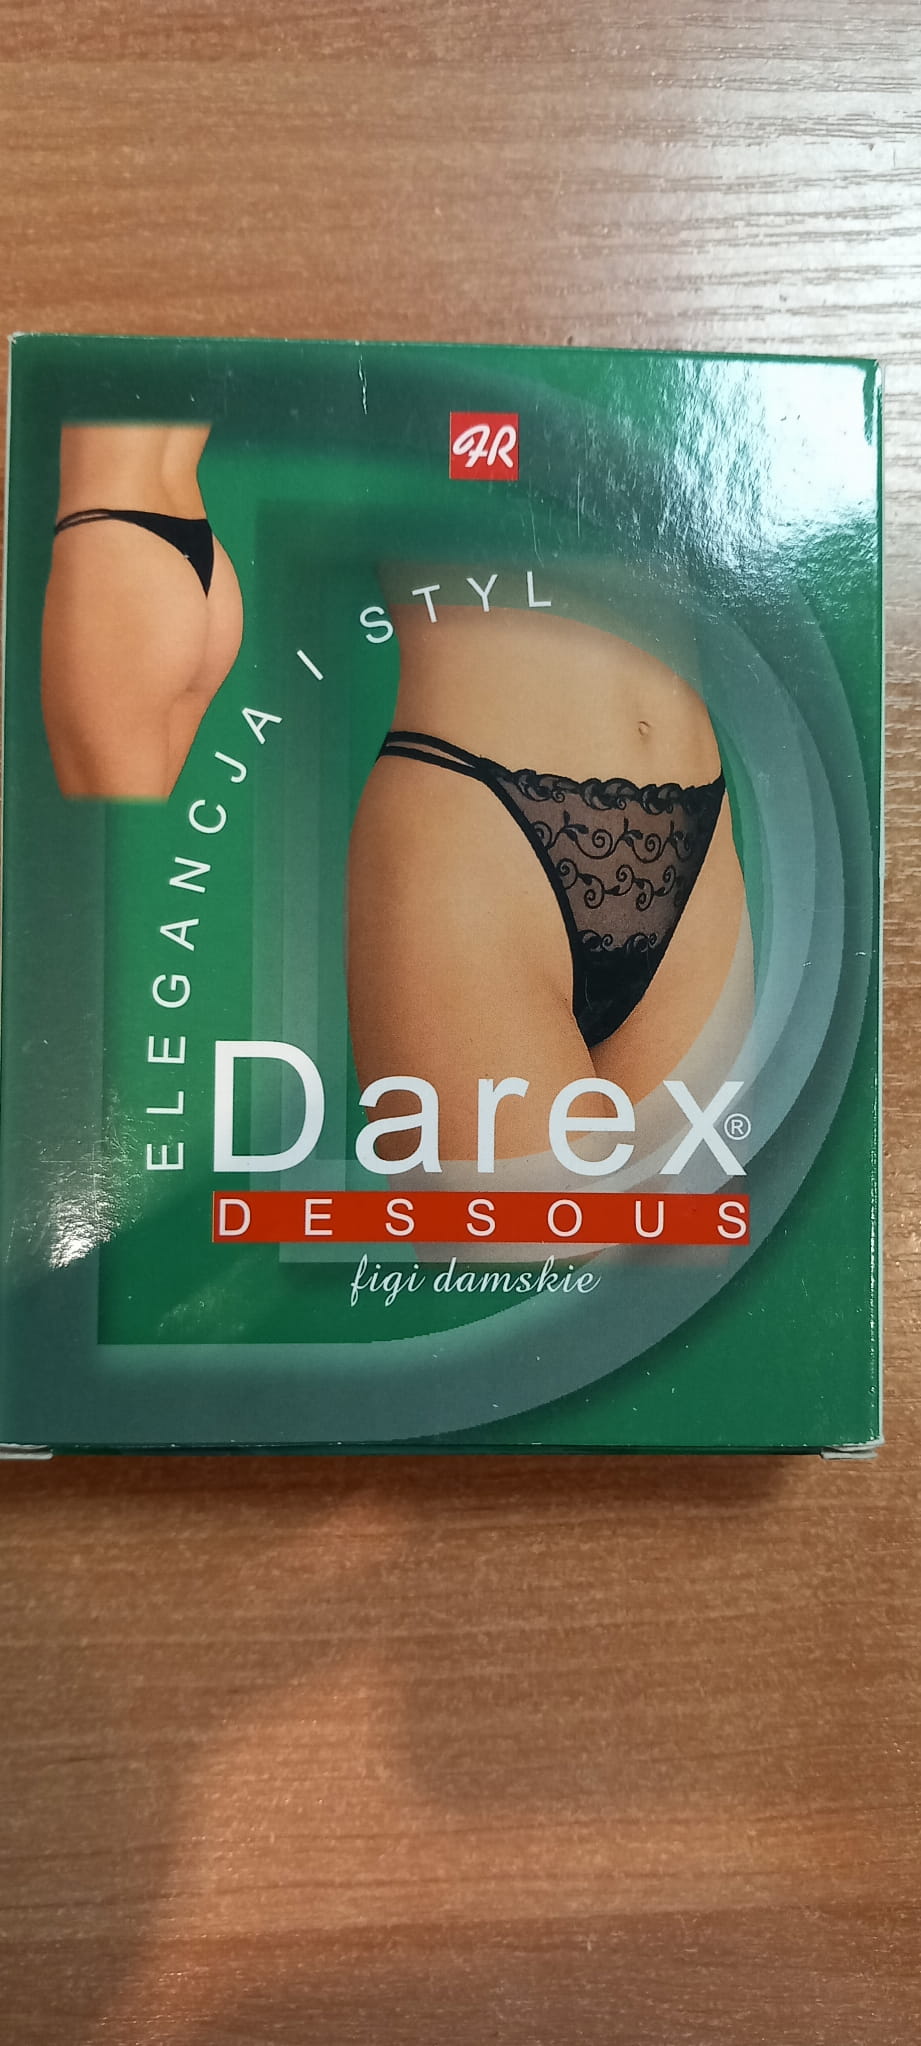 FR
ELEGANCJA I STYL
Darex®
DESSOUS
figi damskie